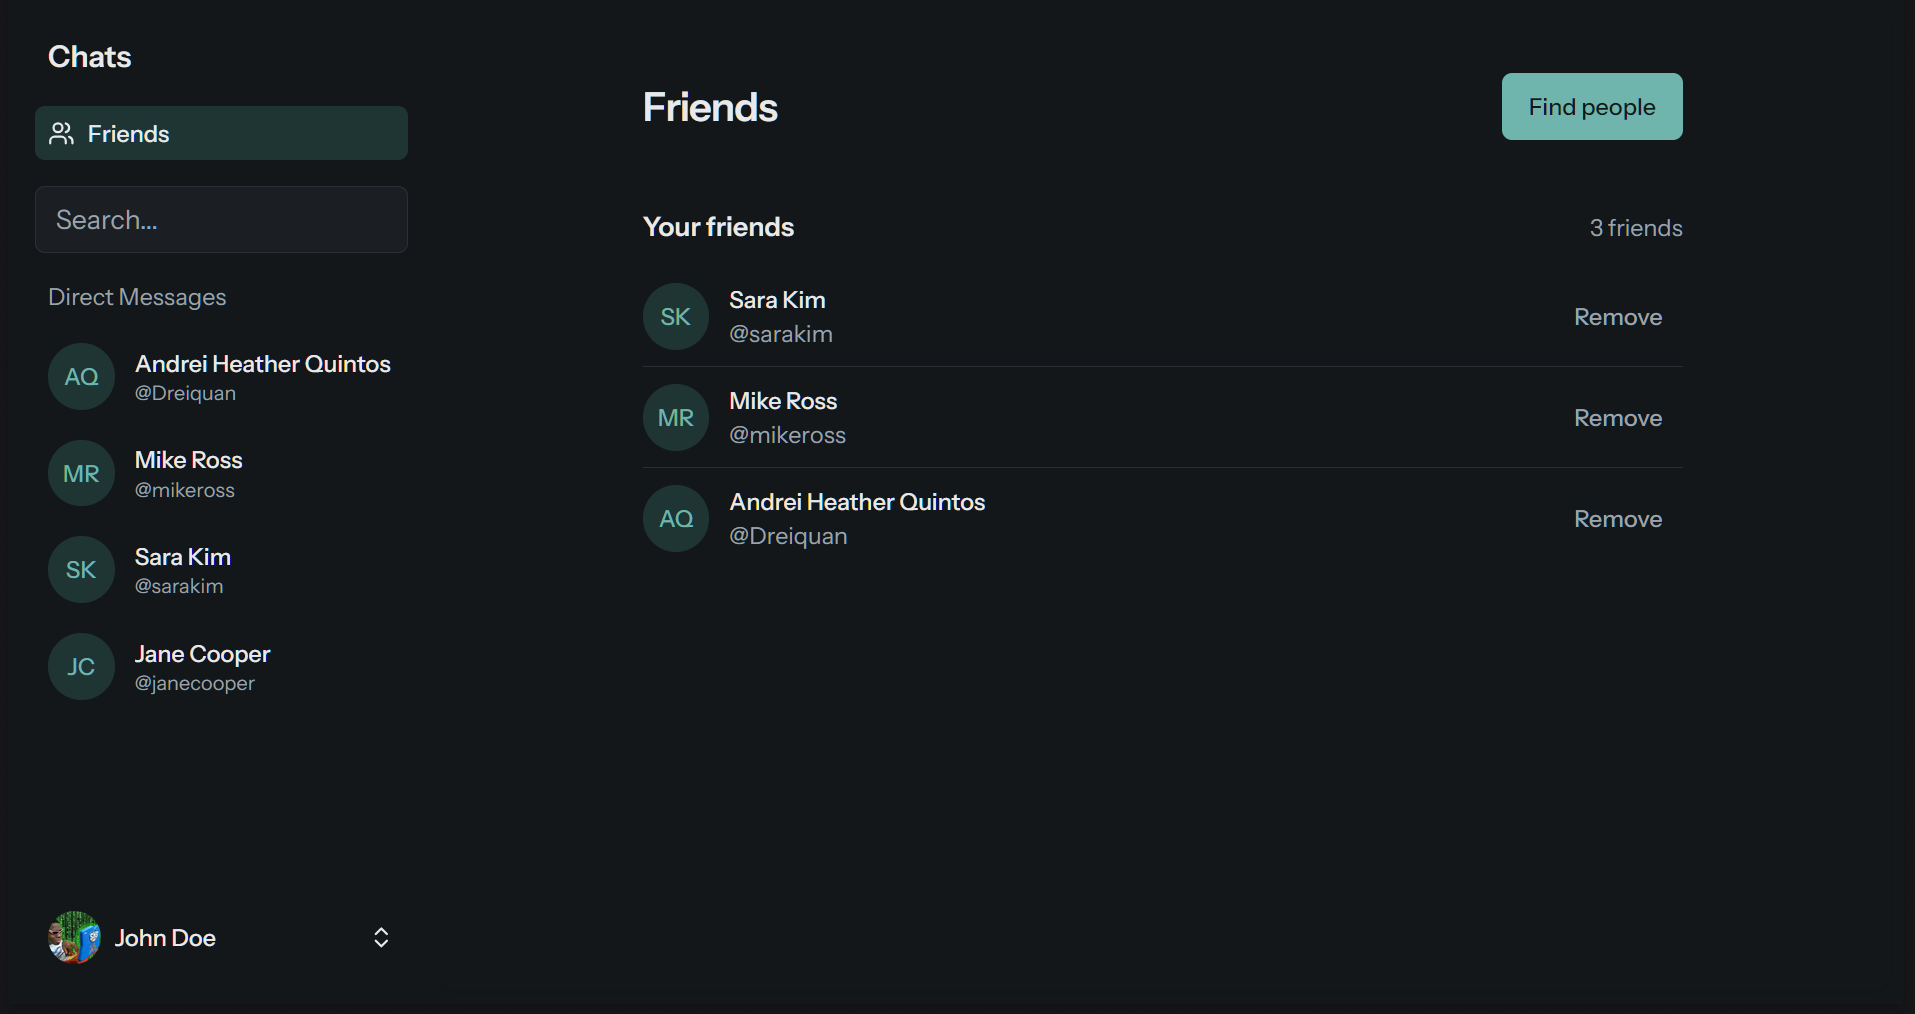 Chats
Friends
Search...
Direct Messages
AQ
Andrei Heather Quintos
@Dreiquan
MR
Mike Ross
@mikeross
SK
Sara Kim
@sarakim
JC
Jane Cooper
@janecooper
John Doe
Friends
Find people
Your friends
3 friends
SK
Sara Kim
@sarakim
Remove
MR
Mike Ross
@mikeross
Remove
AQ
Andrei Heather Quintos
@Dreiquan
Remove